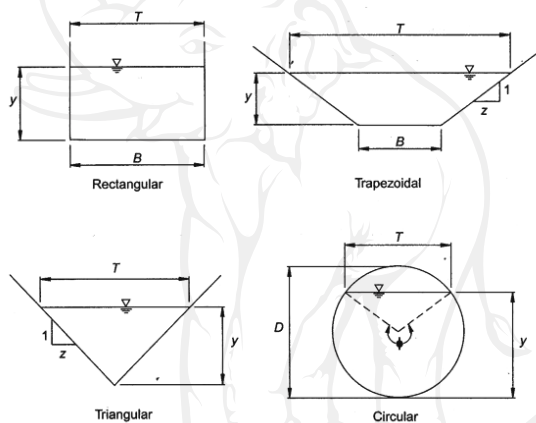 T
T
y
B
Rectangular
y
1
z
B
Trapezoidal
T
1
z
y
Triangular
T
D
y
Circular